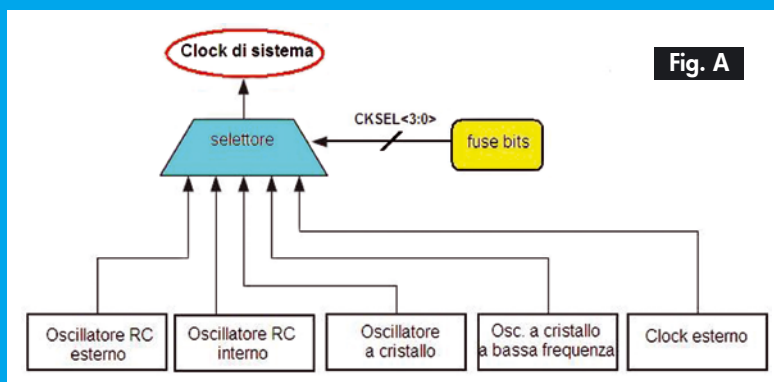 Clock di sistema
Fig. A
CKSEL<3:0>
selettore
fuse bits
Oscillatore RC
esterno
Oscillatore RC
interno
Oscillatore
a cristallo
Osc. a cristallo
a bassa frequenza
Clock esterno